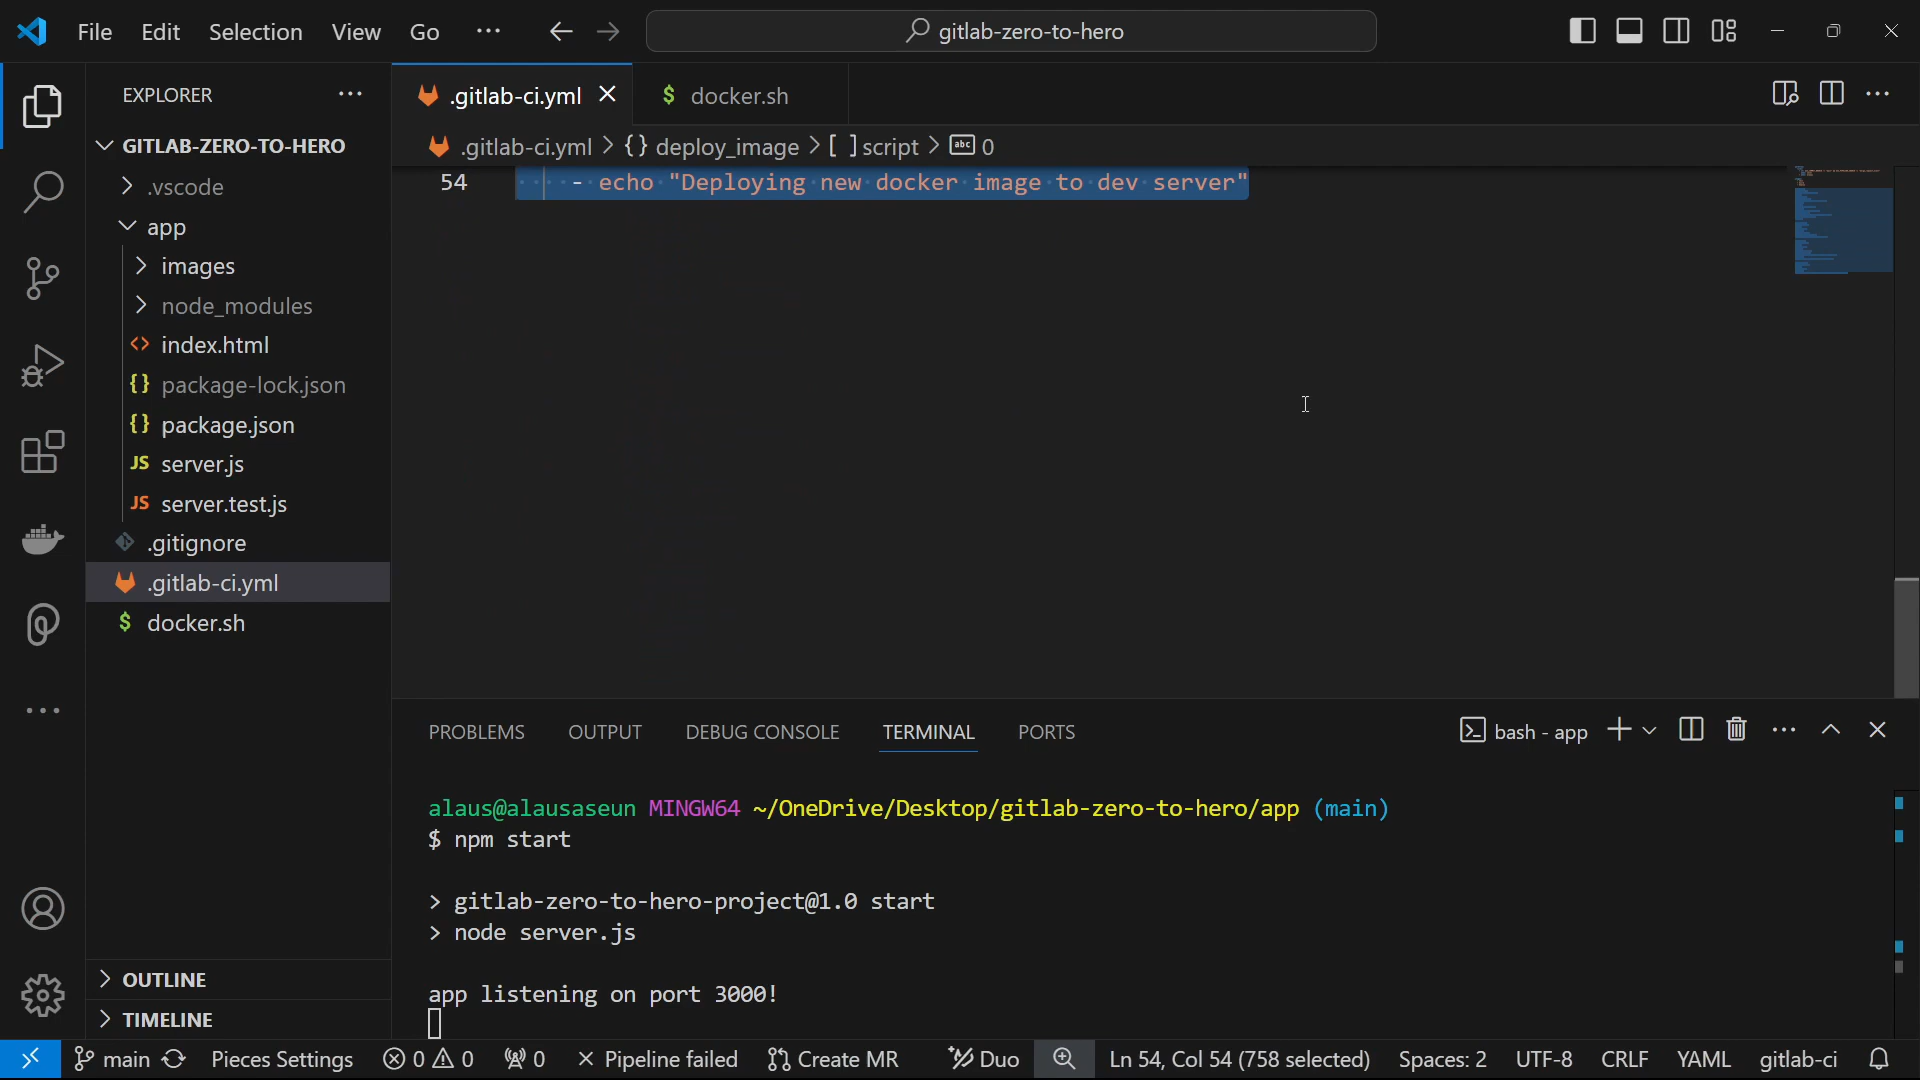 File Edit Selection View Go ··· gitlab-zero-to-hero
EXPLORER ···
.gitlab-ci.yml
$ docker.sh
GITLAB-ZERO-TO-HERO
.gitlab-ci.yml > {} deploy_image > [ ] script > abc 0
.vscode
54 - echo "Deploying new docker image to dev server"
app
images
node_modules
<> index.html
{} package-lock.json
{} package.json
JS server.js
JS server.test.js
.gitignore
.gitlab-ci.yml
$ docker.sh
PROBLEMS OUTPUT DEBUG CONSOLE TERMINAL PORTS bash - app
alaus@alausaseun MINGW64 ~/OneDrive/Desktop/gitlab-zero-to-hero/app (main)
$ npm start
> gitlab-zero-to-hero-project@1.0 start
> node server.js
app listening on port 3000!
OUTLINE
TIMELINE
main Pieces Settings 0 0 0 Pipeline failed Create MR Duo Ln 54, Col 54 (758 selected) Spaces: 2 UTF-8 CRLF YAML gitlab-ci